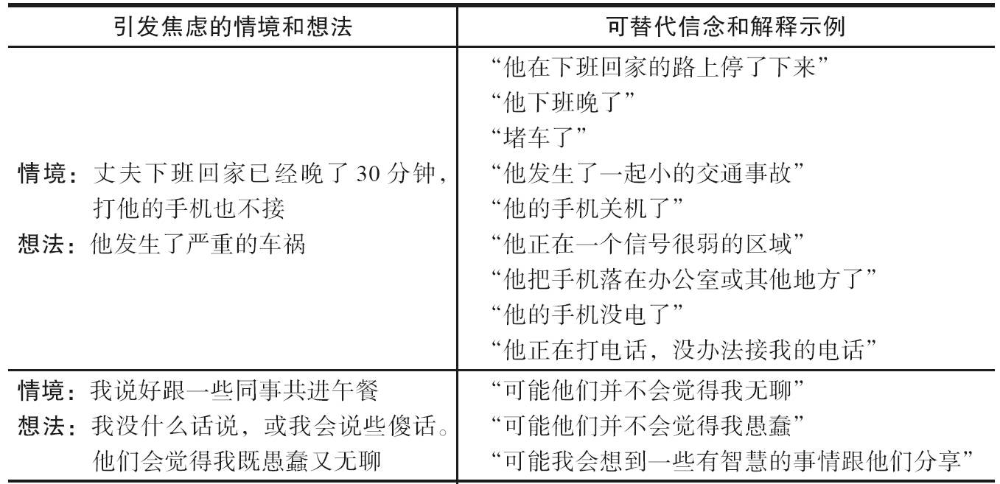 引发焦虑的情境和想法
可替代信念和解释示例
情境：丈夫下班回家已经晚了 30 分钟，
打他的手机也不接
想法：他发生了严重的车祸
“他在下班回家的路上停了下来”
“他下班晚了”
“堵车了”
“他发生了一起小的交通事故”
“他的手机关机了”
“他正在一个信号很弱的区域”
“他把手机落在办公室或其他地方了”
“他的手机没电了”
“他正在打电话，没办法接我的电话”
情境：我说好跟一些同事共进午餐
想法：我没什么话说，或我会说些傻话。
他们会觉得我既愚蠢又无聊
“可能他们并不会觉得我无聊”
“可能他们并不会觉得我愚蠢”
“可能我会想到一些有智慧的事情跟他们分享”